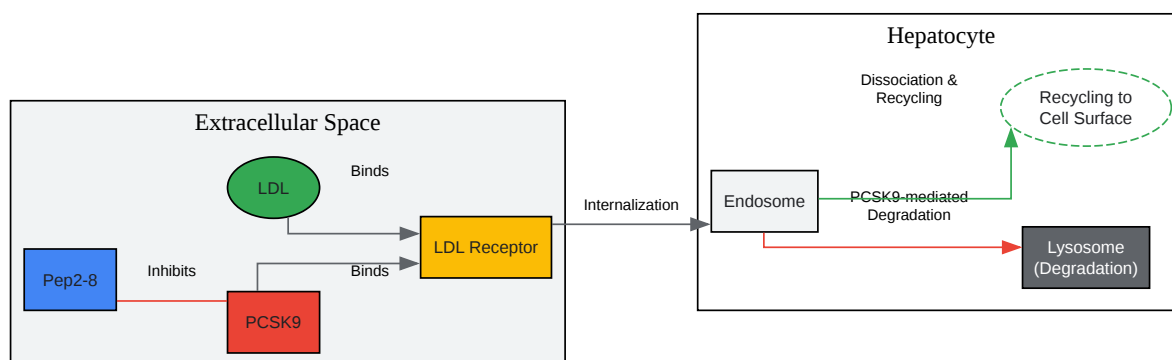 Hepatocyte
Dissociation &
Recycling
Recycling to
Cell Surface
Extracellular Space
Binds
LDL
Endosome
PCSK9-mediated
Degradation
Internalization
LDL Receptor
Lysosome
(Degradation)
Inhibits
Binds
Pep2-8
PCSK9